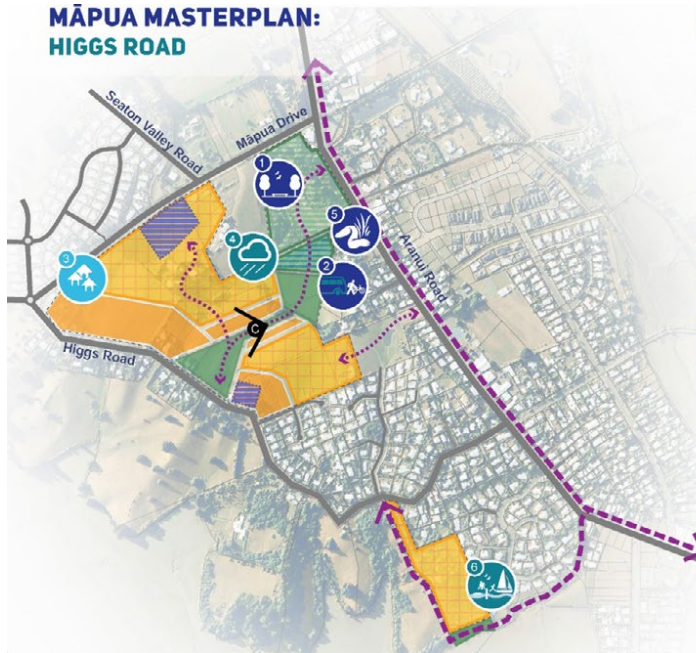 MĀPUA MASTERPLAN:
HIGGS ROAD
Seaton Valley Road
Māpua Drive
1
5
4
3
2
Aranui Road
C
Higgs Road
6